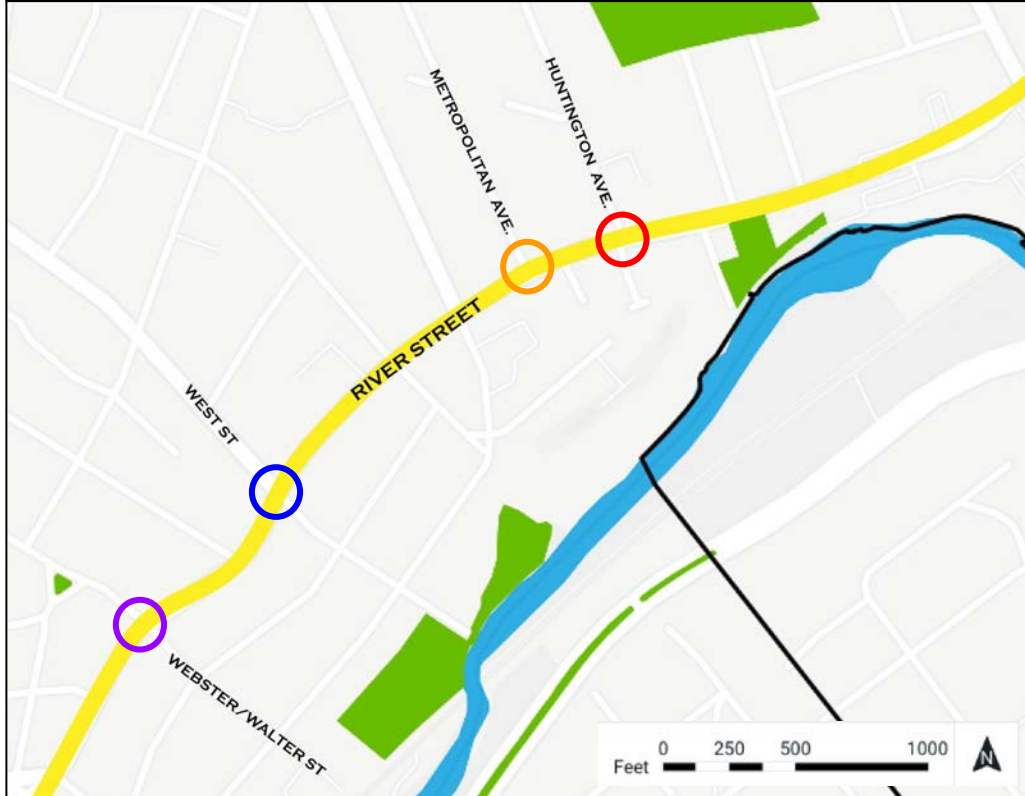 METROPOLITAN AVE.
HUNTINGTON AVE.
RIVER STREET
WEST ST
WEBSTER/WALTER ST
Feet 0 250 500 1000
N